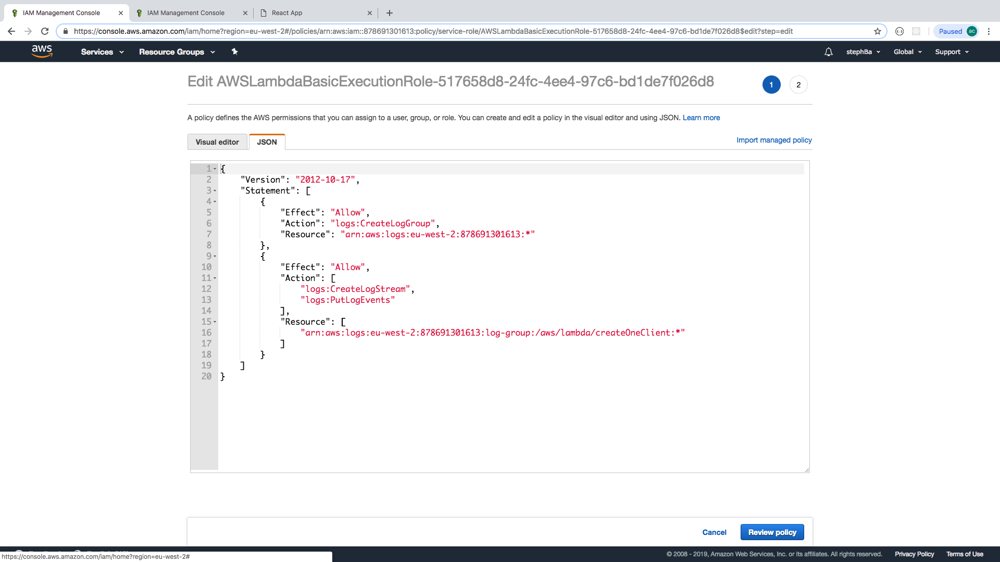 IAM Management Console
IAM Management Console
React App
https://console.aws.amazon.com/iam/home?region=eu-west-2#/policies/arn:aws:iam::878691301613:policy/service-role/AWSLambdaBasicExecutionRole-517658d8-24fc-4ee4-97c6-bd1de7f026d8$edit?step=edit
Paused ac
aws Services Resource Groups stephBa Global Support
Edit AWSLambdaBasicExecutionRole-517658d8-24fc-4ee4-97c6-bd1de7f026d8
1 2
A policy defines the AWS permissions that you can assign to a user, group, or role. You can create and edit a policy in the visual editor and using JSON. Learn more
Visual editor JSON Import managed policy
1 {
2 "Version": "2012-10-17",
3 "Statement": [
4 {
5 "Effect": "Allow",
6 "Action": "logs:CreateLogGroup",
7 "Resource": "arn:aws:logs:eu-west-2:878691301613:*"
8 },
9 {
10 "Effect": "Allow",
11 "Action": [
12 "logs:CreateLogStream",
13 "logs:PutLogEvents"
14 ],
15 "Resource": [
16 "arn:aws:logs:eu-west-2:878691301613:log-group:/aws/lambda/createOneClient:*"
17 ]
18 }
19 ]
20 }
Cancel Review policy
© 2008 - 2019, Amazon Web Services, Inc. or its affiliates. All rights reserved. Privacy Policy Terms of Use
https://console.aws.amazon.com/iam/home?region=eu-west-2#